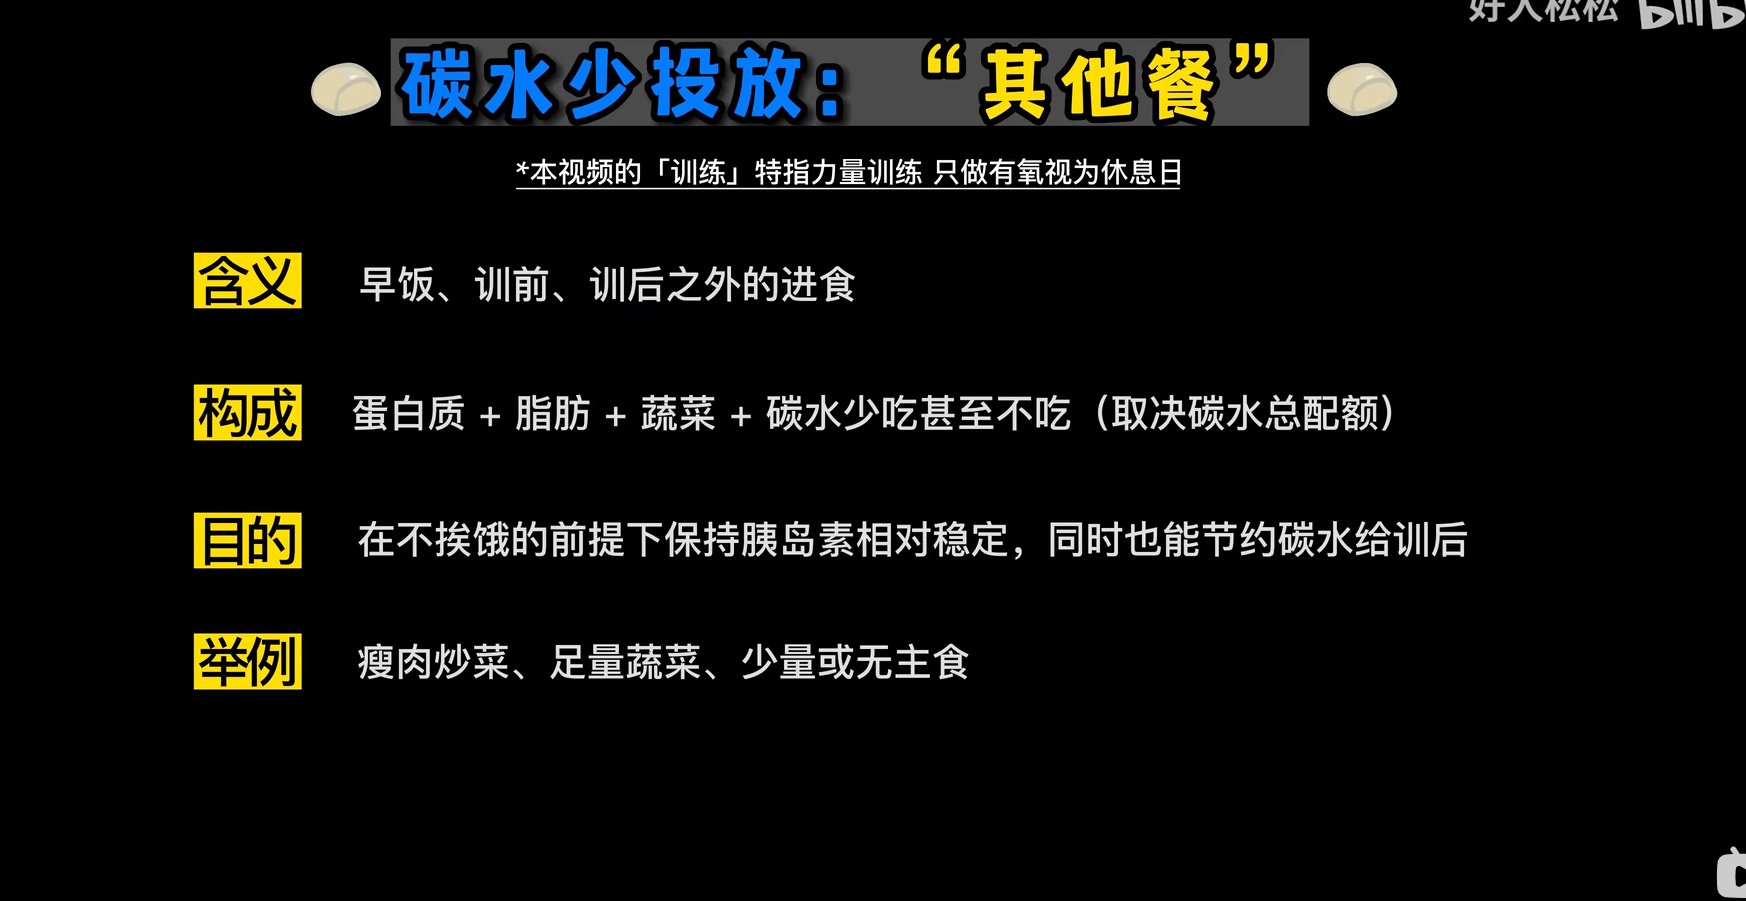 好人松松 bilibili
碳水少投放：“其他餐”
*本视频的「训练」特指力量训练 只做有氧视为休息日
含义 早饭、训前、训后之外的进食
构成 蛋白质 + 脂肪 + 蔬菜 + 碳水少吃甚至不吃（取决碳水总配额）
目的 在不挨饿的前提下保持胰岛素相对稳定，同时也能节约碳水给训后
举例 瘦肉炒菜、足量蔬菜、少量或无主食